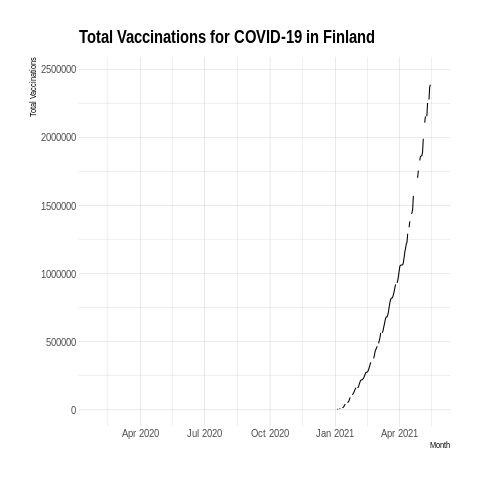 Total Vaccinations for COVID-19 in Finland
Total Vaccinations
2500000
2000000
1500000
1000000
500000
0
Apr 2020 Jul 2020 Oct 2020 Jan 2021 Apr 2021
Month